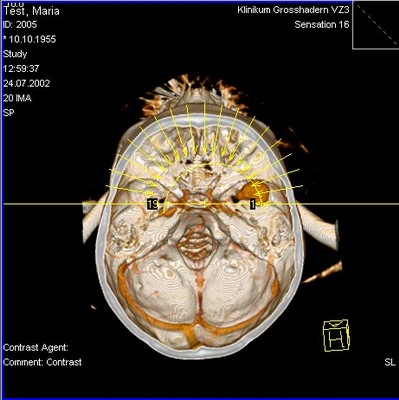 Test, Maria
ID: 2005
* 10.10.1955
Study
12:59:37
24.07.2002
20 IMA
SP
Klinikum Grosshadern VZ3
Sensation 16
19
1
H
Contrast Agent:
Comment: Contrast
SL